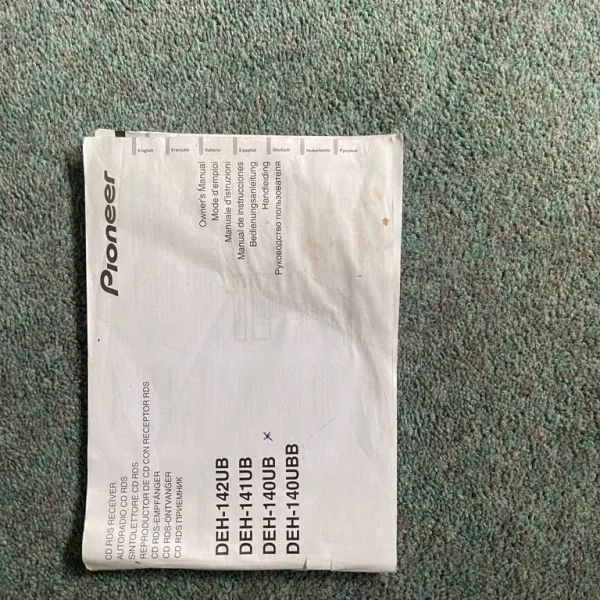 Pioneer
English
Français
Italiano
Español
Deutsch
Nederlands
Русский
Owner's Manual
Mode d'emploi
Manuale d'istruzioni
Manual de instrucciones
Bedienungsanleitung
Handleiding
Руководство пользователя
CD RDS RECEIVER
AUTORADIO CD RDS
SINTOLETTORE CD RDS
REPRODUCTOR DE CD CON RECEPTOR RDS
CD RDS-EMPFÄNGER
CD RDS-ONTVANGER
CD RDS ПРИЕМНИК
DEH-142UB
DEH-141UB
DEH-140UB x
DEH-140UBB